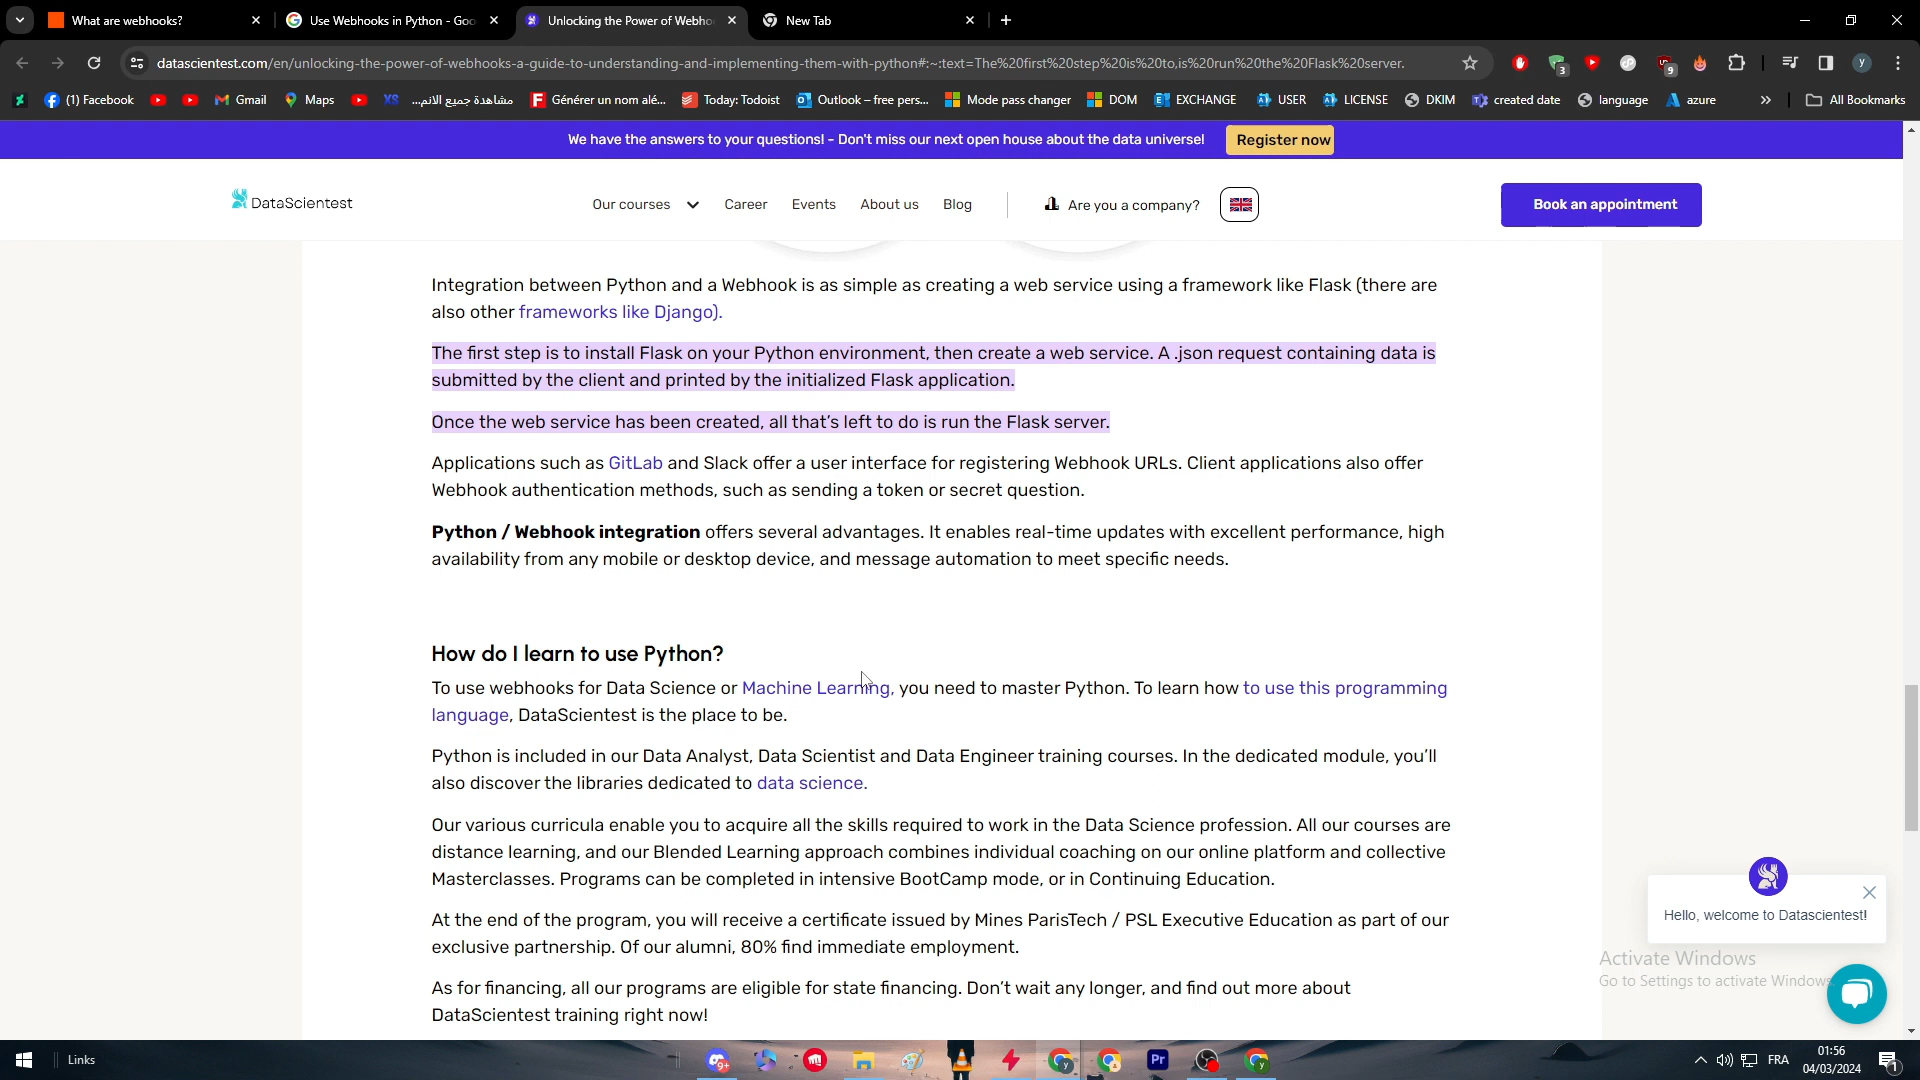 What are webhooks?
Use Webhooks in Python - Goo
Unlocking the Power of Webho
New Tab
datascientest.com/en/unlocking-the-power-of-webhooks-a-guide-to-understanding-and-implementing-them-with-python#:~:text=The%20first%20step%20is%20to,is%20run%20the%20Flask%20server.
3
9
y
(1) Facebook
Gmail
Maps
XS
مشاهدة جميع الانم...
Générer un nom alé...
Today: Todoist
Outlook – free pers...
Mode pass changer
DOM
EXCHANGE
USER
LICENSE
DKIM
created date
language
azure
All Bookmarks
We have the answers to your questions! - Don't miss our next open house about the data universe!
Register now
DataScientest
Our courses
Career
Events
About us
Blog
Are you a company?
Book an appointment
Integration between Python and a Webhook is as simple as creating a web service using a framework like Flask (there are
also other frameworks like Django).
The first step is to install Flask on your Python environment, then create a web service. A .json request containing data is
submitted by the client and printed by the initialized Flask application.
Once the web service has been created, all that's left to do is run the Flask server.
Applications such as GitLab and Slack offer a user interface for registering Webhook URLs. Client applications also offer
Webhook authentication methods, such as sending a token or secret question.
Python / Webhook integration offers several advantages. It enables real-time updates with excellent performance, high
availability from any mobile or desktop device, and message automation to meet specific needs.
How do I learn to use Python?
To use webhooks for Data Science or Machine Learning, you need to master Python. To learn how to use this programming
language, DataScientest is the place to be.
Python is included in our Data Analyst, Data Scientist and Data Engineer training courses. In the dedicated module, you'll
also discover the libraries dedicated to data science.
Our various curricula enable you to acquire all the skills required to work in the Data Science profession. All our courses are
distance learning, and our Blended Learning approach combines individual coaching on our online platform and collective
Masterclasses. Programs can be completed in intensive BootCamp mode, or in Continuing Education.
At the end of the program, you will receive a certificate issued by Mines ParisTech / PSL Executive Education as part of our
exclusive partnership. Of our alumni, 80% find immediate employment.
As for financing, all our programs are eligible for state financing. Don't wait any longer, and find out more about
DataScientest training right now!
Hello, welcome to Datascientest!
Activate Windows
Go to Settings to activate Windows
Links
9+
Pr
FRA
01:56
04/03/2024
1